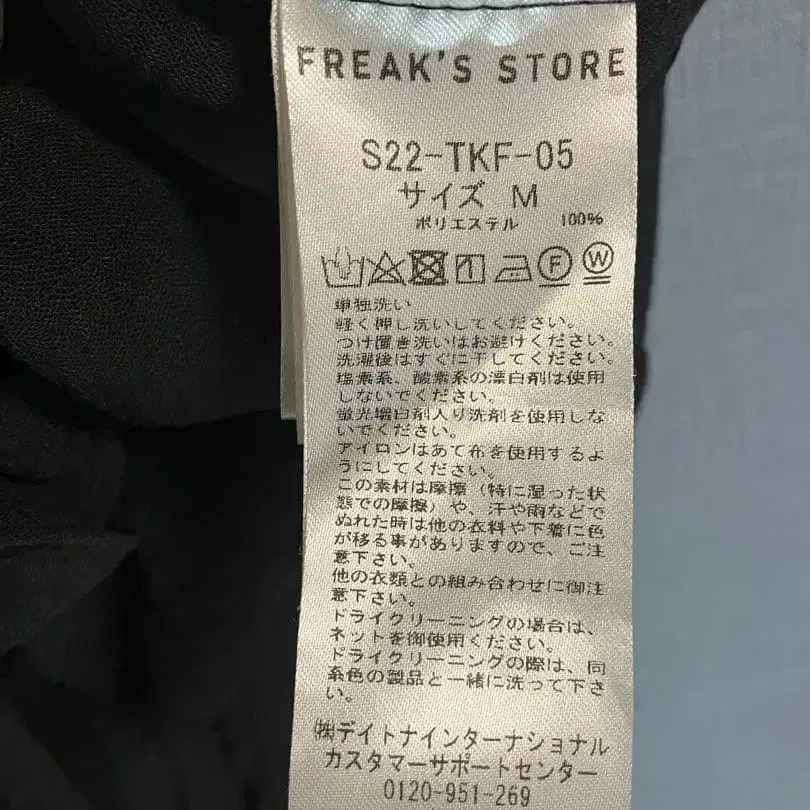 FREAK'S STORE
S22-TKF-05
サイズ M
ポリエステル 100%
F W
単独洗い
軽く押し洗いしてください。
つけ置き洗いはお避けください。
洗濯後はすぐに干してください。
塩素系、酸素系の漂白剤は使用
しないでください。
蛍光増白剤入り洗剤を使用しな
いでください。
アイロンはあて布を使用するよ
うにしてください。
この素材は摩擦（特に湿った状
態での摩擦）や、汗や雨などで
ぬれた時は他の衣料や下着に色
が移る事がありますので、ご注
意下さい。
他の衣類との組み合わせに御注
意下さい。
ドライクリーニングの場合は、
ネットを御使用ください。
ドライクリーニングの際は、同
系色の製品と一緒に洗って下さ
い。
㈱デイトナインターナショナル
カスタマーサポートセンター
0120-951-269